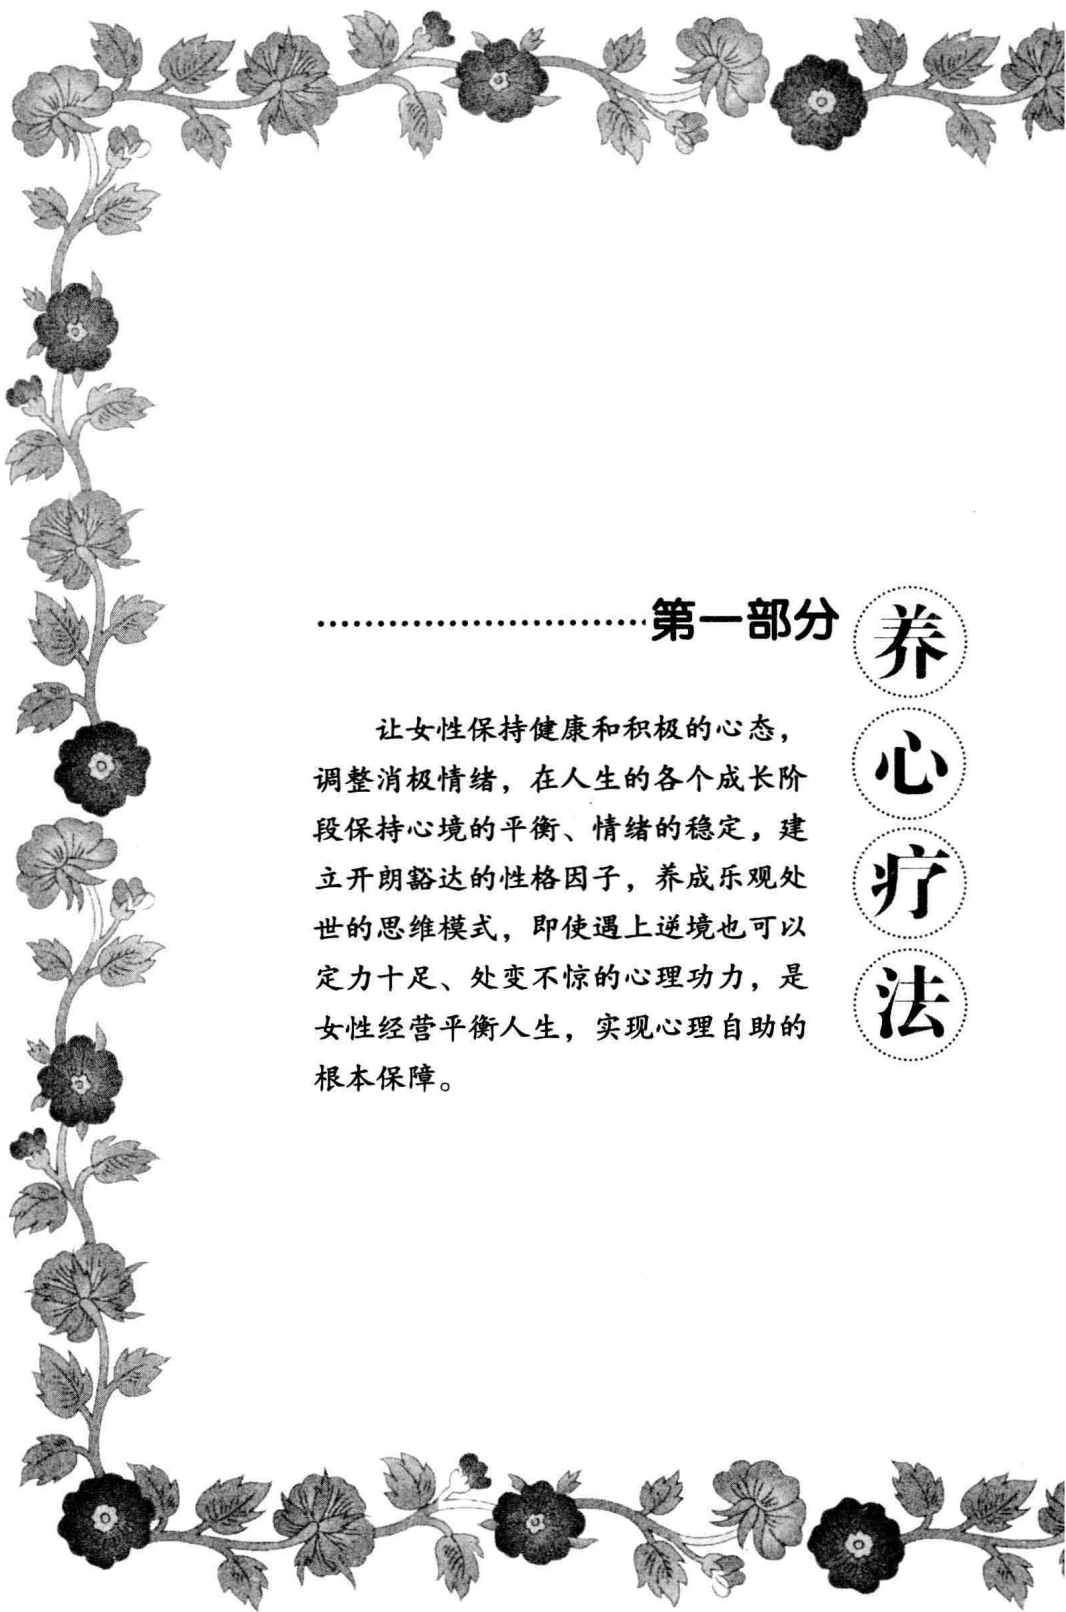 第一部分
养心疗法
让女性保持健康和积极的心态，
调整消极情绪，在人生的各个成长阶
段保持心境的平衡、情绪的稳定，建
立开朗豁达的性格因子，养成乐观处
世的思维模式，即使遇上逆境也可以
定力十足、处变不惊的心理功力，是
女性经营平衡人生，实现心理自助的
根本保障。